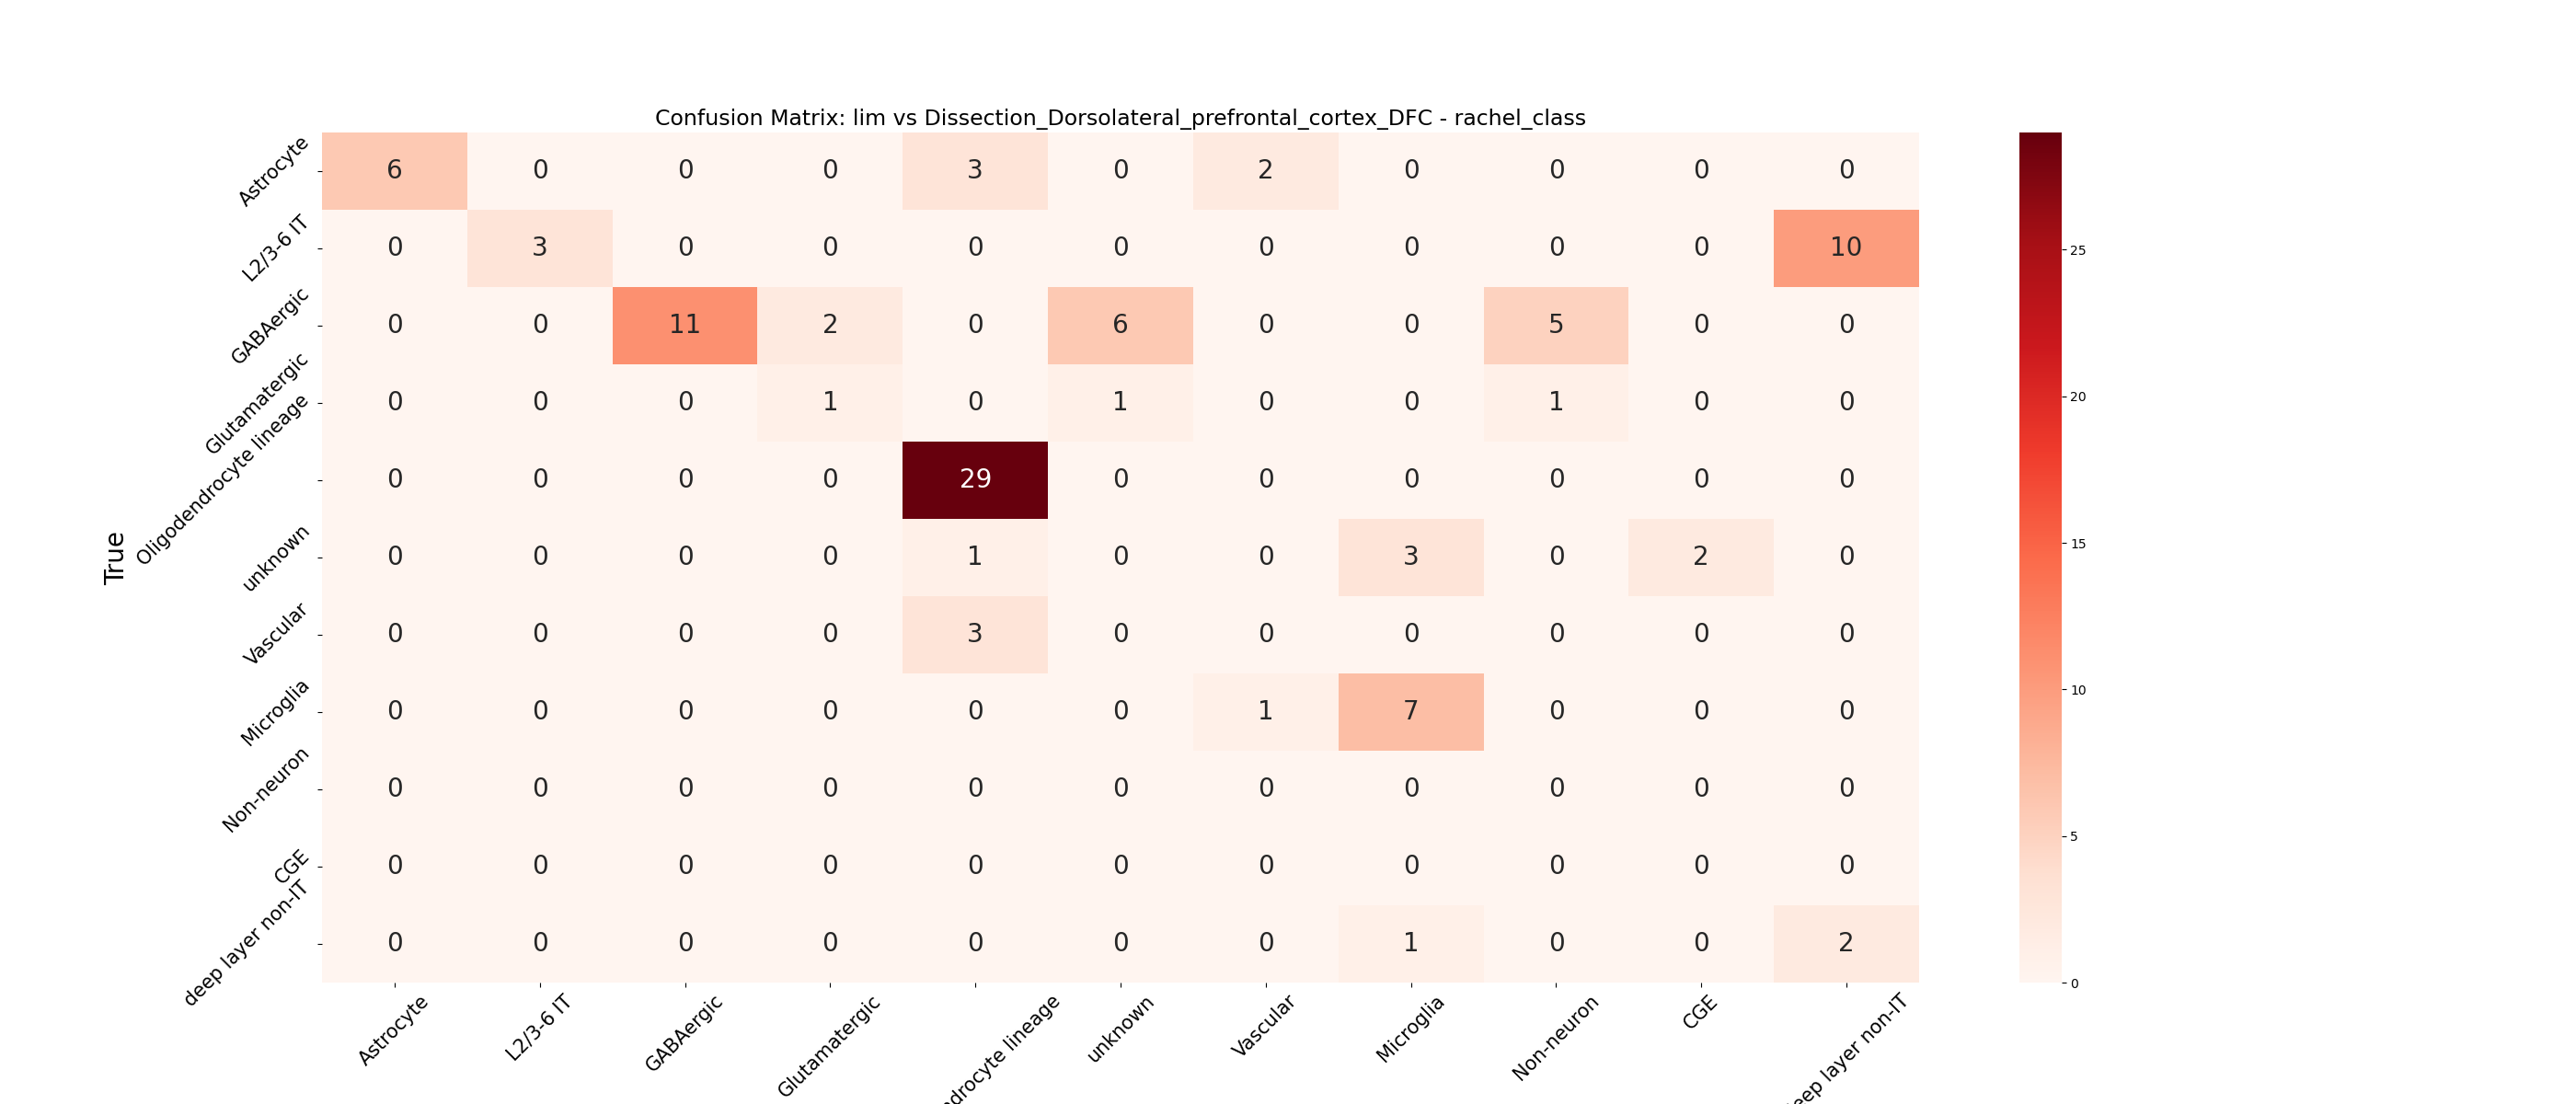 Confusion Matrix: lim vs Dissection_Dorsolateral_prefrontal_cortex_DFC - rachel_class
Astrocyte 6 0 0 0 3 0 2 0 0 0 0
L2/3-6 IT 0 3 0 0 0 0 0 0 0 0 10
GABAergic 0 0 11 2 0 6 0 0 5 0 0
Glutamatergic 0 0 0 1 0 1 0 0 1 0 0
Oligodendrocyte lineage 0 0 0 0 29 0 0 0 0 0 0
unknown 0 0 0 0 1 0 0 3 0 2 0
Vascular 0 0 0 0 3 0 0 0 0 0 0
Microglia 0 0 0 0 0 0 1 7 0 0 0
Non-neuron 0 0 0 0 0 0 0 0 0 0 0
CGE 0 0 0 0 0 0 0 0 0 0 0
deep layer non-IT 0 0 0 0 0 0 0 1 0 0 2
True
Astrocyte
L2/3-6 IT
GABAergic
Glutamatergic
lineage
unknown
Vascular
Microglia
Non-neuron
CGE
layer non-IT
25
20
15
10
5
0